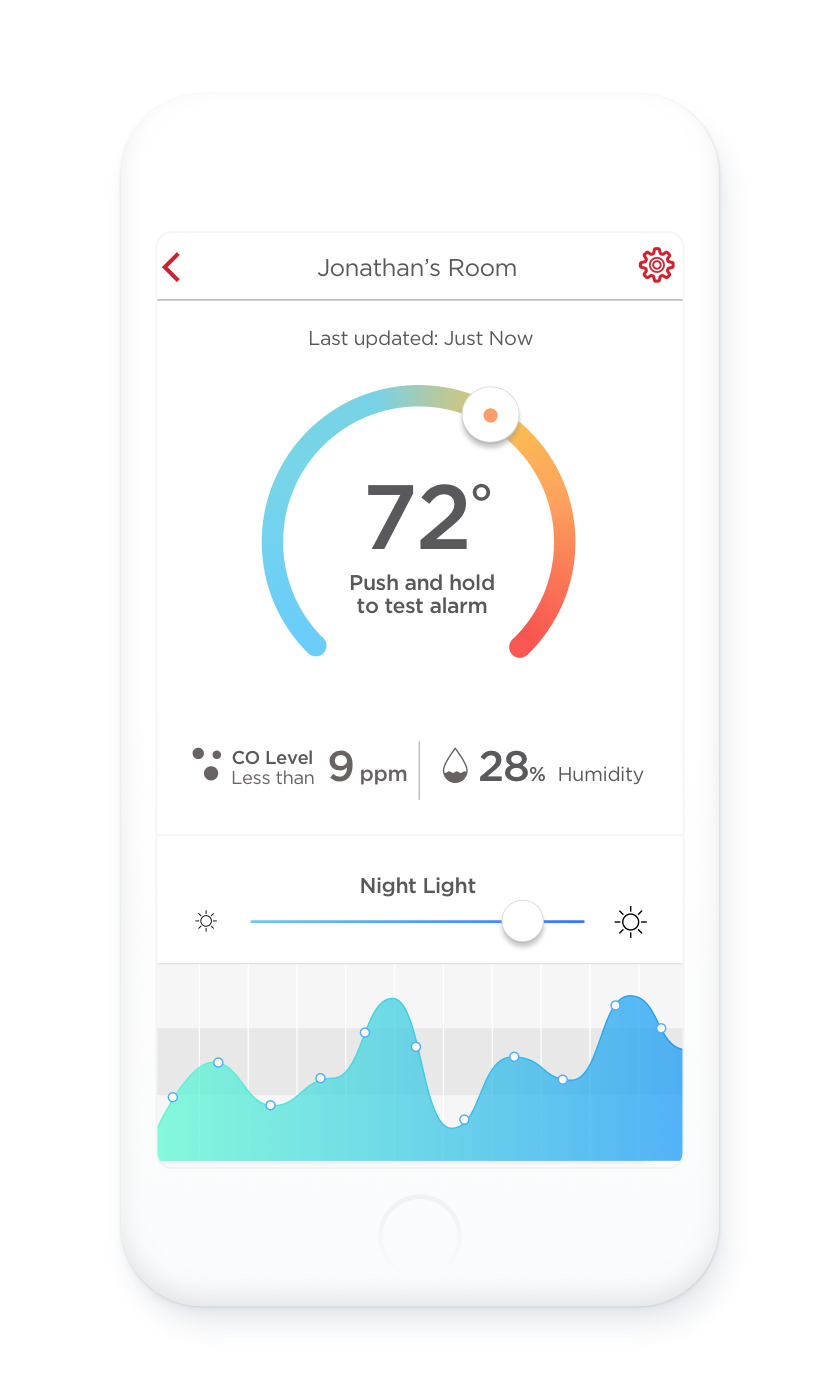 Jonathan’s Room
Last updated: Just Now
72°
Push and hold
to test alarm
CO Level
Less than
9 ppm
28% Humidity
Night Light